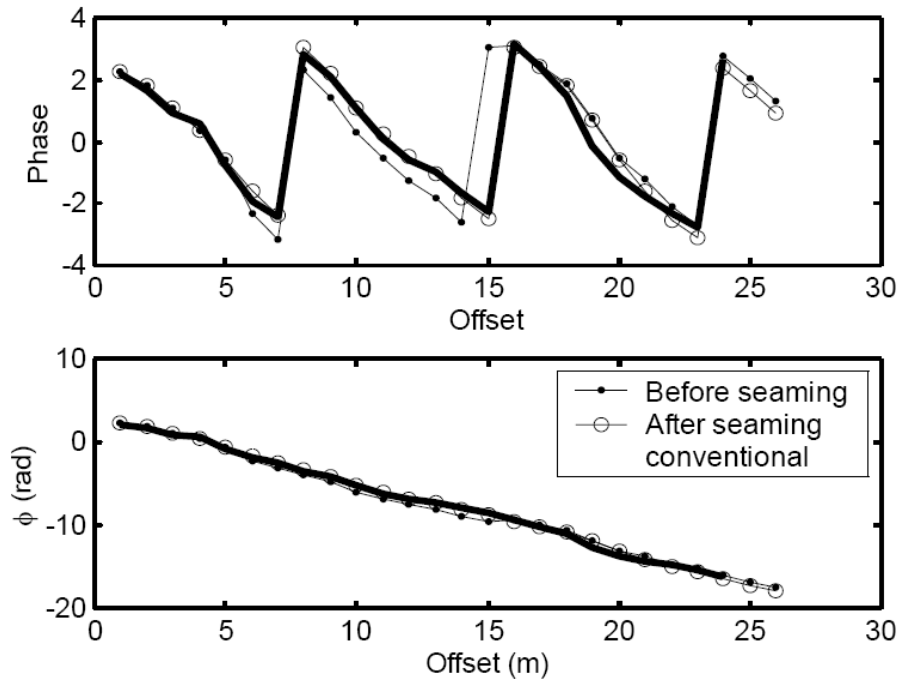 4
2
0
-2
-4
Phase
0 5 10 15 20 25 30
Offset
10
0
-10
-20
ϕ (rad)
Before seaming
After seaming
conventional
0 5 10 15 20 25 30
Offset (m)